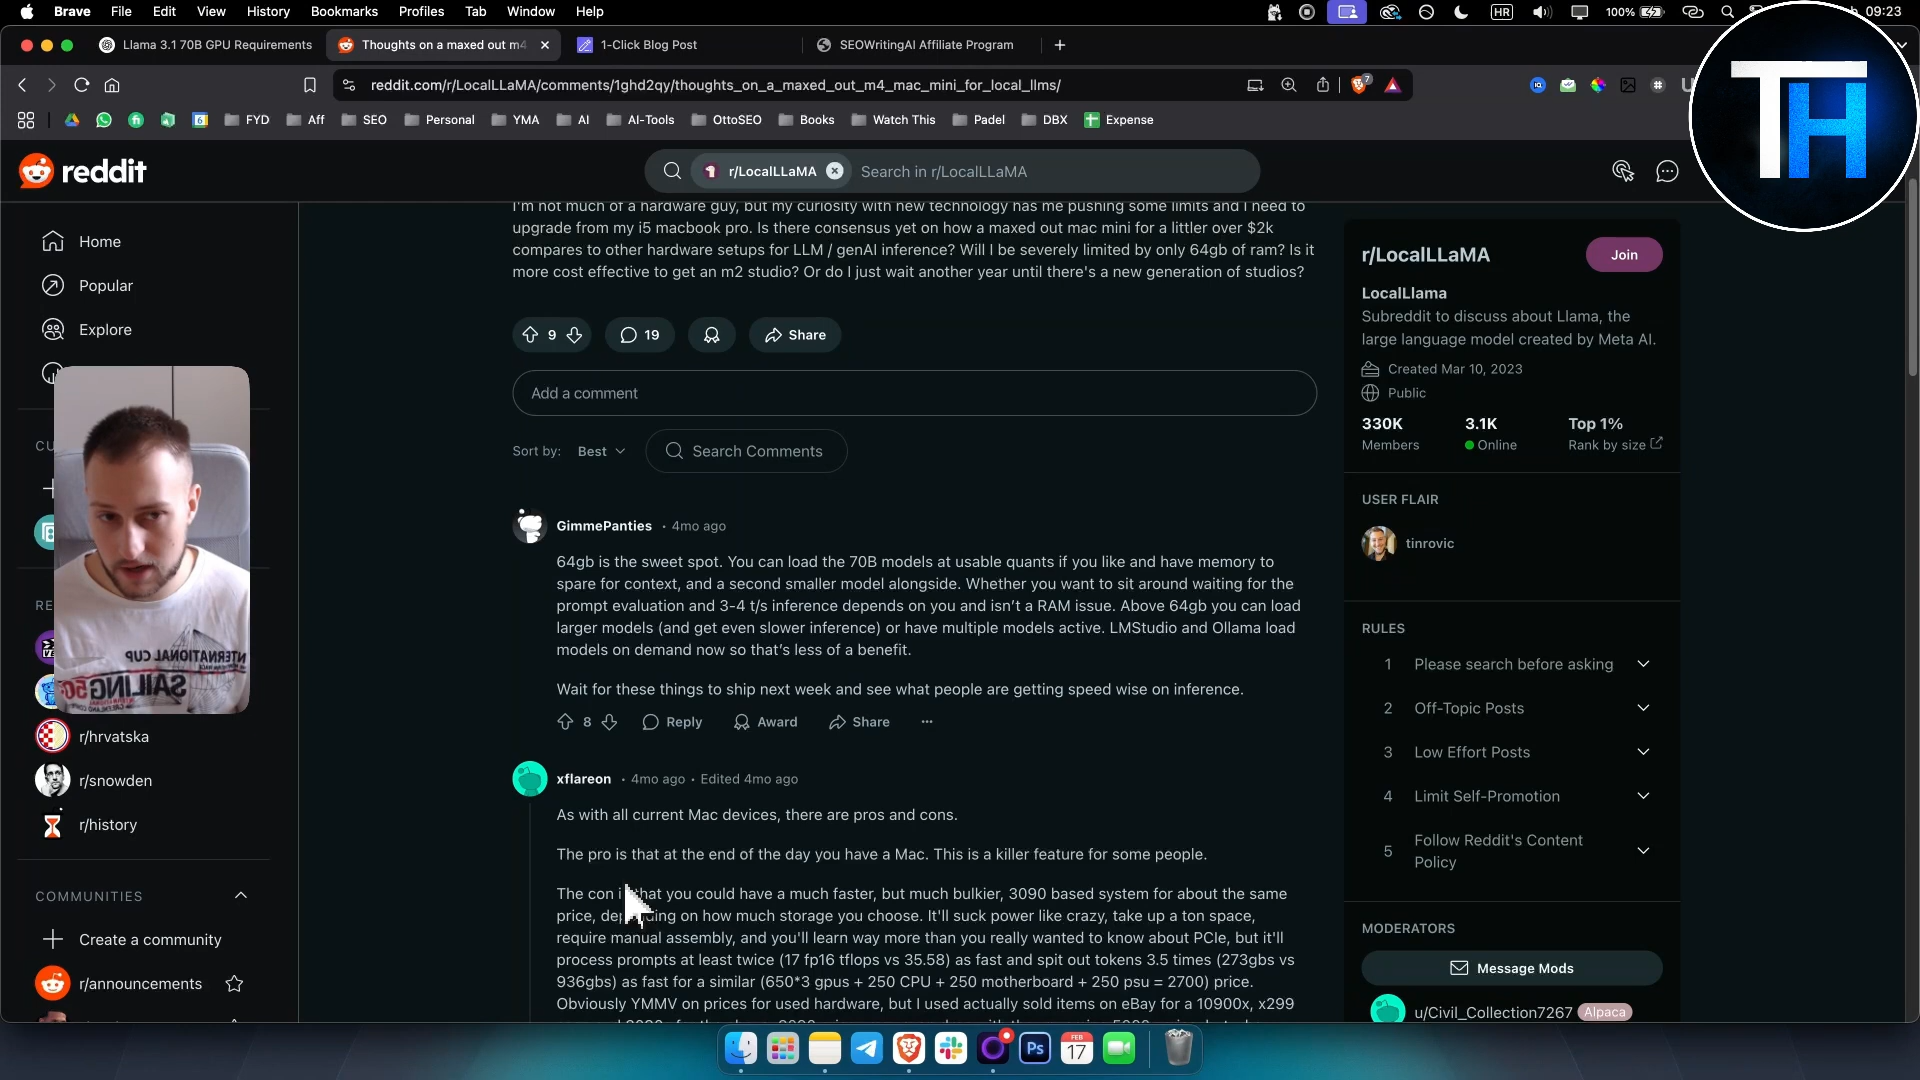 Brave File Edit View History Bookmarks Profiles Tab Window Help
HR 100% 09:23
Llama 3.1 70B GPU Requirements
Thoughts on a maxed out m4
1-Click Blog Post
SEOWritingAI Affiliate Program
reddit.com/r/LocalLLaMA/comments/1ghd2qy/thoughts_on_a_maxed_out_m4_mac_mini_for_local_llms/
7
FYD Aff SEO Personal YMA AI AI-Tools OttoSEO Books Watch This Padel DBX Expense
TH
reddit
r/LocalLLaMA Search in r/LocalLLaMA
Home
Popular
Explore
CU
RE
r/hrvatska
r/snowden
r/history
COMMUNITIES
Create a community
r/announcements
I'm not much of a hardware guy, but my curiosity with new technology has me pushing some limits and I need to
upgrade from my i5 macbook pro. Is there consensus yet on how a maxed out mac mini for a littler over $2k
compares to other hardware setups for LLM / genAI inference? Will I be severely limited by only 64gb of ram? Is it
more cost effective to get an m2 studio? Or do I just wait another year until there's a new generation of studios?
9 19 Share
Add a comment
Sort by: Best Search Comments
GimmePanties • 4mo ago
64gb is the sweet spot. You can load the 70B models at usable quants if you like and have memory to
spare for context, and a second smaller model alongside. Whether you want to sit around waiting for the
prompt evaluation and 3-4 t/s inference depends on you and isn't a RAM issue. Above 64gb you can load
larger models (and get even slower inference) or have multiple models active. LMStudio and Ollama load
models on demand now so that's less of a benefit.
Wait for these things to ship next week and see what people are getting speed wise on inference.
8 Reply Award Share
xflareon • 4mo ago • Edited 4mo ago
As with all current Mac devices, there are pros and cons.
The pro is that at the end of the day you have a Mac. This is a killer feature for some people.
The con i that you could have a much faster, but much bulkier, 3090 based system for about the same
price, depending on how much storage you choose. It'll suck power like crazy, take up a ton space,
require manual assembly, and you'll learn way more than you really wanted to know about PCIe, but it'll
process prompts at least twice (17 fp16 tflops vs 35.58) as fast and spit out tokens 3.5 times (273gbs vs
936gbs) as fast for a similar (650*3 gpus + 250 CPU + 250 motherboard + 250 psu = 2700) price.
Obviously YMMV on prices for used hardware, but I used actually sold items on eBay for a 10900x, x299
r/LocalLLaMA Join
LocalLlama
Subreddit to discuss about Llama, the
large language model created by Meta AI.
Created Mar 10, 2023
Public
330K 3.1K Top 1%
Members Online Rank by size
USER FLAIR
tinrovic
RULES
1 Please search before asking
2 Off-Topic Posts
3 Low Effort Posts
4 Limit Self-Promotion
5 Follow Reddit's Content
Policy
MODERATORS
Message Mods
u/Civil_Collection7267 Alpaca
INTERNATIONAL CUP
SAILING 50
Ps
FEB
17